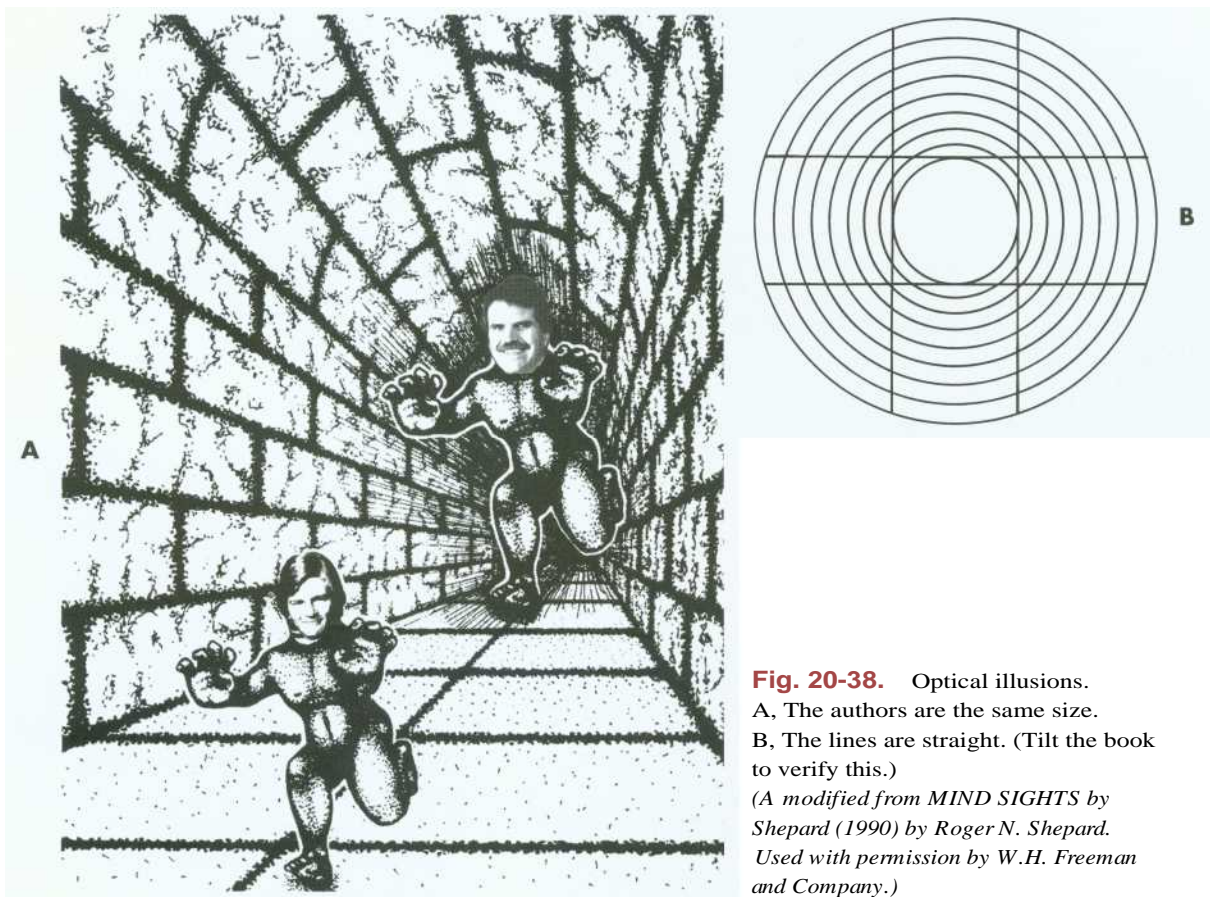 A
B
Fig. 20-38. Optical illusions.
A, The authors are the same size.
B, The lines are straight. (Tilt the book
to verify this.)
(A modified from MIND SIGHTS by
Shepard (1990) by Roger N. Shepard.
Used with permission by W.H. Freeman
and Company.)